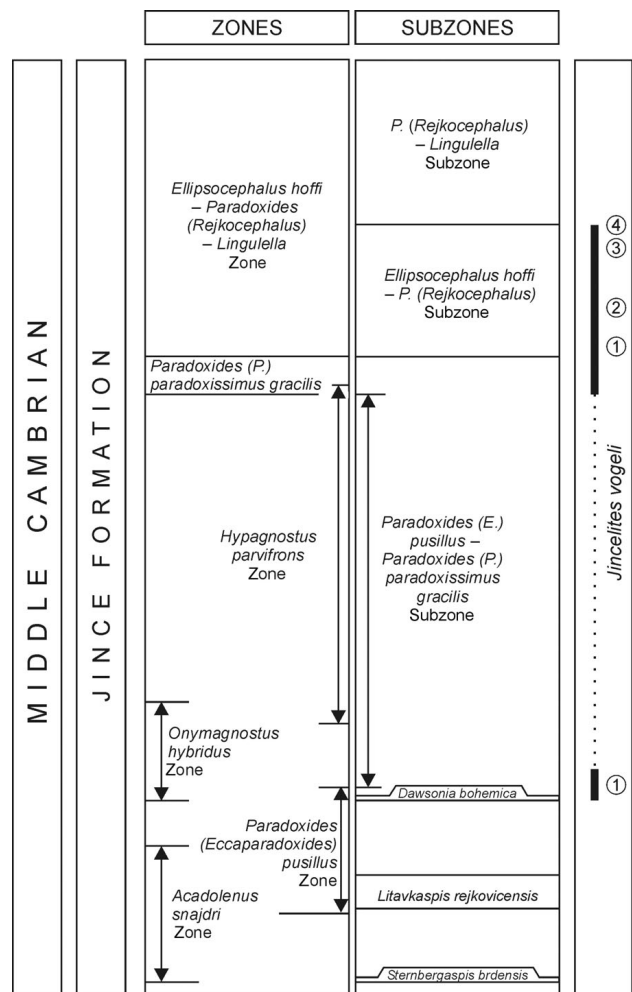 ZONES
SUBZONES
MIDDLE CAMBRIAN
JINCE FORMATION
Ellipsocephalus hoffi
– Paradoxides
(Rejkocephalus)
– Lingulella
Zone
Paradoxides (P.)
paradoxissimus gracilis
Hypagnostus
parvifrons
Zone
Onymagnostus
hybridus
Zone
Paradoxides
(Eccaparadoxides)
pusillus
Zone
Acadolenus
snajdri
Zone
P. (Rejkocephalus)
– Lingulella
Subzone
Ellipsocephalus hoffi
– P. (Rejkocephalus)
Subzone
Paradoxides (E.)
pusillus –
Paradoxides (P.)
paradoxissimus
gracilis
Subzone
Dawsonia bohemica
Litavkaspis rejkovicensis
Sternbergaspis brdensis
④
③
②
①
Jincelites vogeli
①